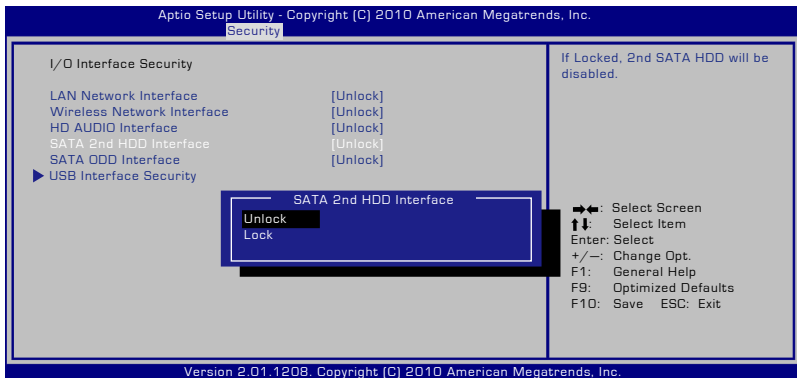 Aptio Setup Utility - Copyright (C) 2010 American Megatrends, Inc.
Security
I/O Interface Security
LAN Network Interface [Unlock]
Wireless Network Interface [Unlock]
HD AUDIO Interface [Unlock]
SATA 2nd HDD Interface [Unlock]
SATA ODD Interface [Unlock]
USB Interface Security
SATA 2nd HDD Interface
Unlock
Lock
If Locked, 2nd SATA HDD will be
disabled.
→←: Select Screen
↑↓: Select Item
Enter: Select
+/—: Change Opt.
F1: General Help
F9: Optimized Defaults
F10: Save ESC: Exit
Version 2.01.1208. Copyright (C) 2010 American Megatrends, Inc.